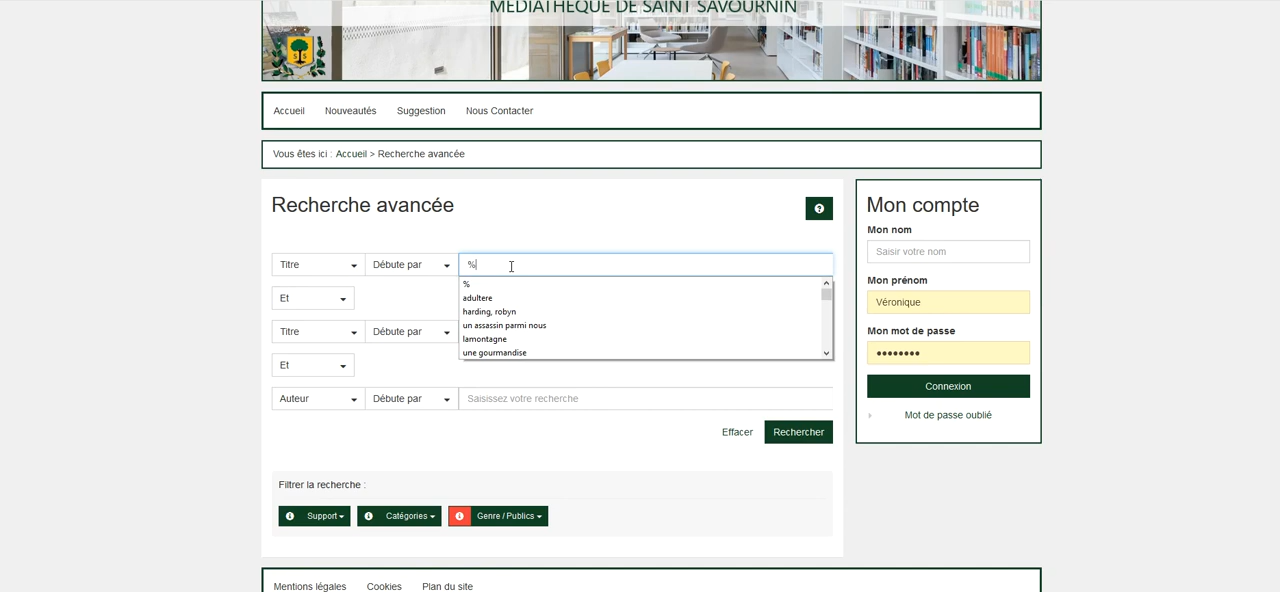 MEDIATHEQUE DE SAINT SAVOURNIN
Accueil Nouveautés Suggestion Nous Contacter
Vous êtes ici : Accueil > Recherche avancée
Recherche avancée
Titre Débute par %
%
adultere
harding, robyn
un assassin parmi nous
lamontagne
une gourmandise
Et
Titre Débute par
Et
Auteur Débute par Saisissez votre recherche
Effacer Rechercher
Filtrer la recherche :
Support Catégories Genre / Publics
Mon compte
Mon nom
Saisir votre nom
Mon prénom
Véronique
Mon mot de passe
••••••••
Connexion
Mot de passe oublié
Mentions légales Cookies Plan du site